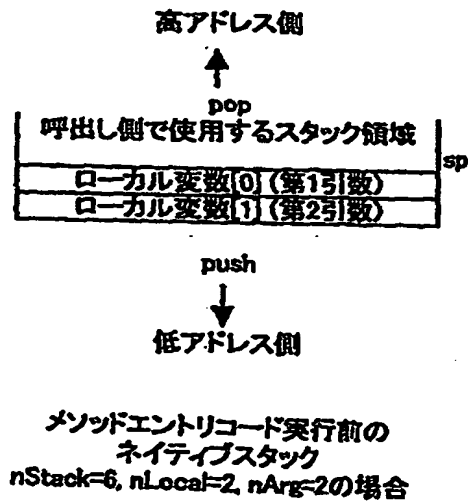 高アドレス側
pop
呼出し側で使用するスタック領域
sp
ローカル変数[0] (第1引数)
ローカル変数[1] (第2引数)
push
低アドレス側
メソッドエントリコード実行前の
ネイティブスタック
nStack=6, nLocal=2, nArg=2の場合